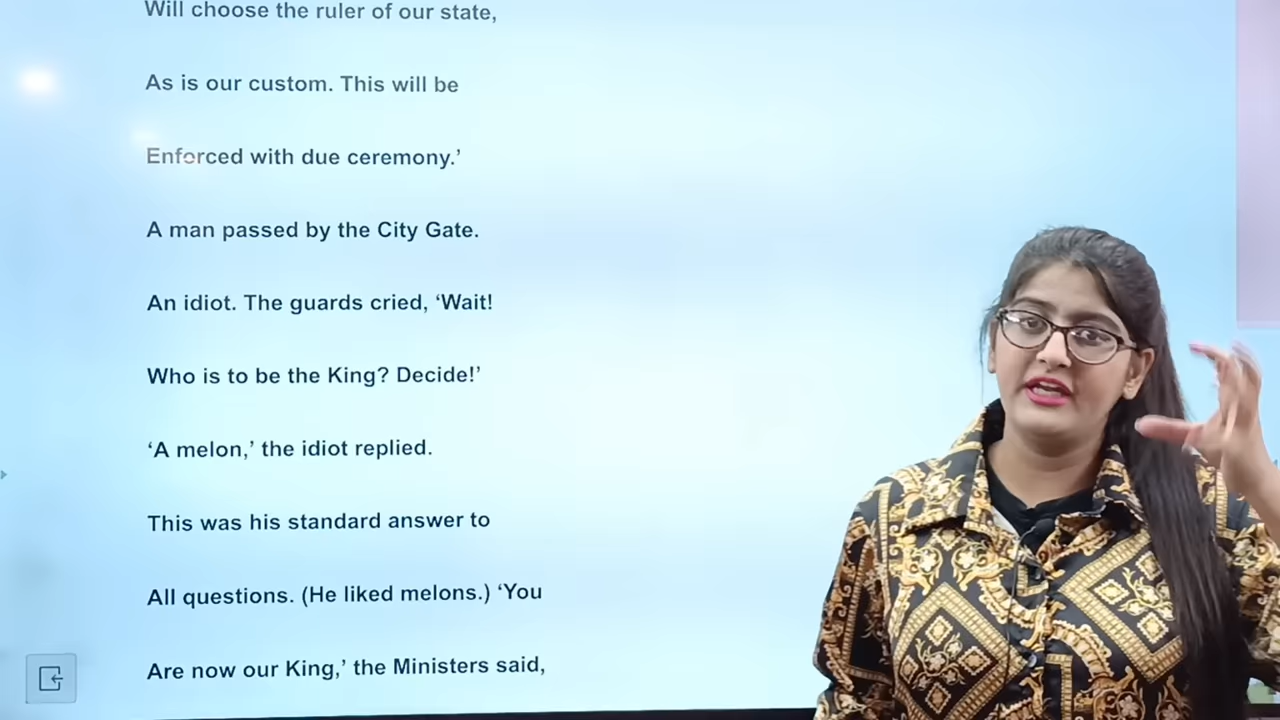 Will choose the ruler of our state,
As is our custom. This will be
Enforced with due ceremony.’
A man passed by the City Gate.
An idiot. The guards cried, ‘Wait!
Who is to be the King? Decide!’
‘A melon,’ the idiot replied.
This was his standard answer to
All questions. (He liked melons.) ‘You
Are now our King,’ the Ministers said,